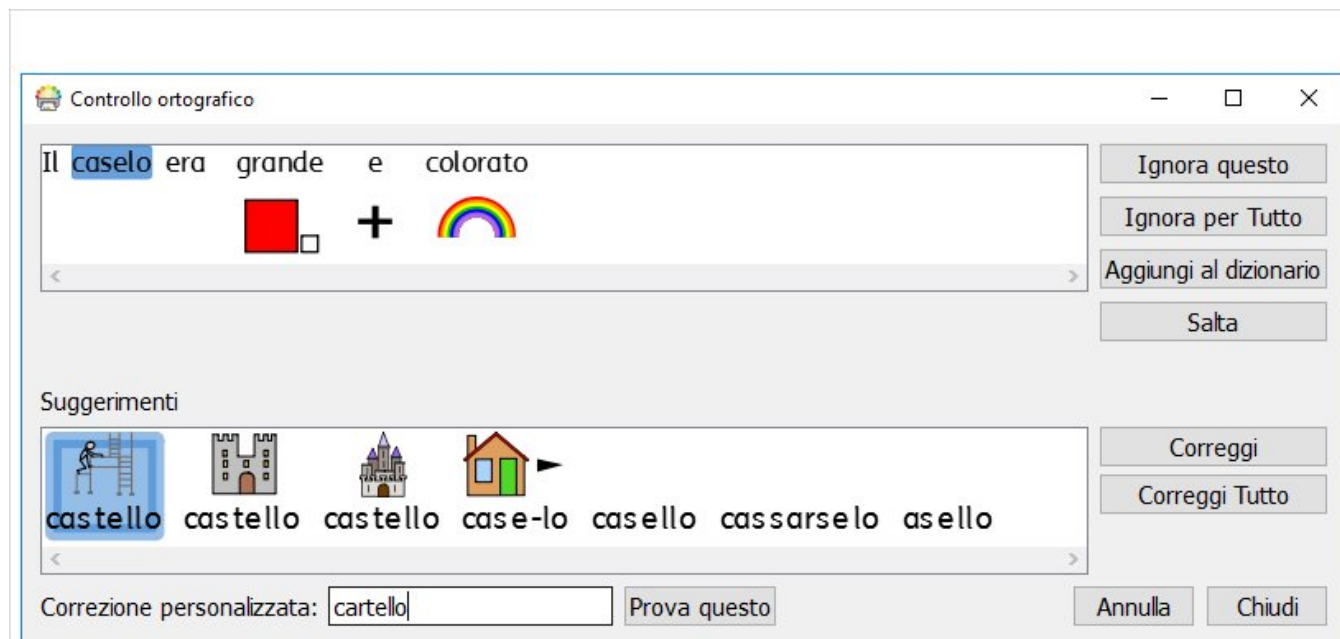 Controllo ortografico
Il caselo era grande e colorato
Ignora questo
Ignora per Tutto
Aggiungi al dizionario
Salta
Suggerimenti
castello castello castello case-lo casello cassarselo asello
Correggi
Correggi Tutto
Correzione personalizzata: cartello Prova questo Annulla Chiudi